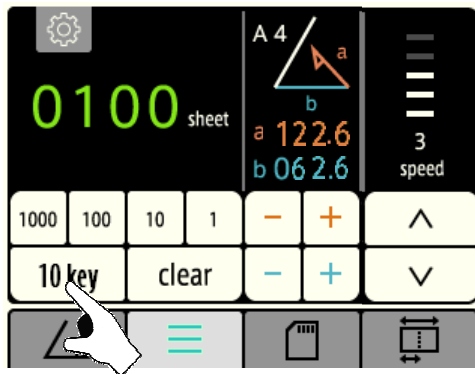 A 4
a
b
0100 sheet
a 122.6
b 062.6
3
speed
1000 100 10 1 − +
10 key clear − +